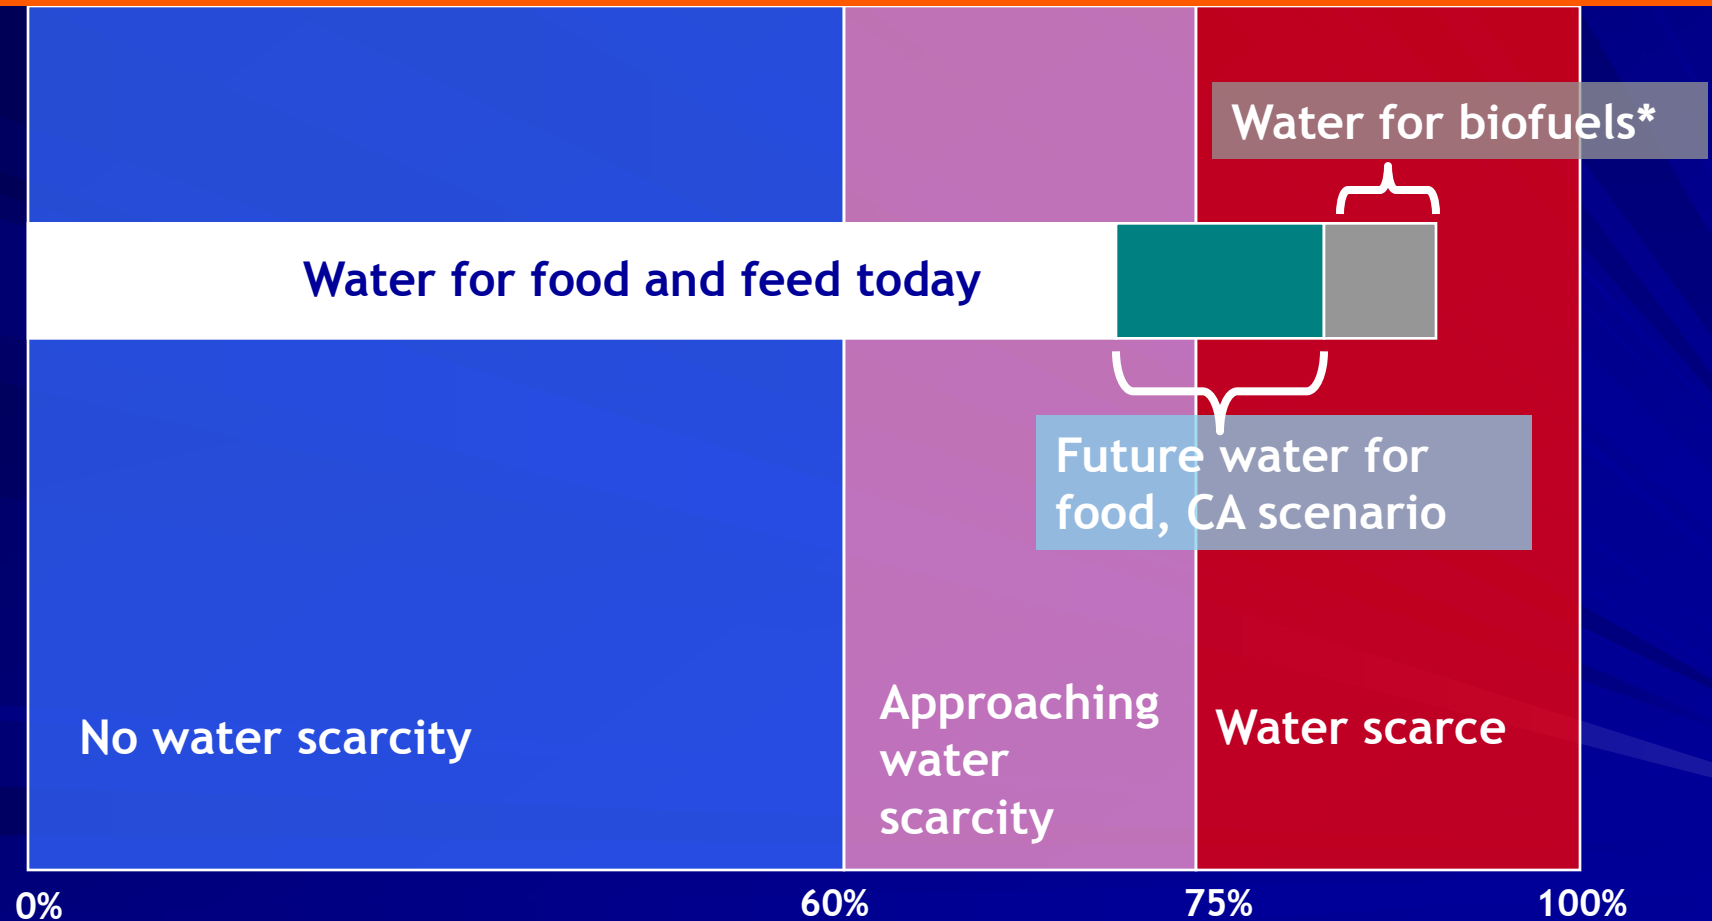 Water for biofuels*
Water for food and feed today
Future water for
food, CA scenario
No water scarcity
Approaching
water
scarcity
Water scarce
0%
60%
75%
100%